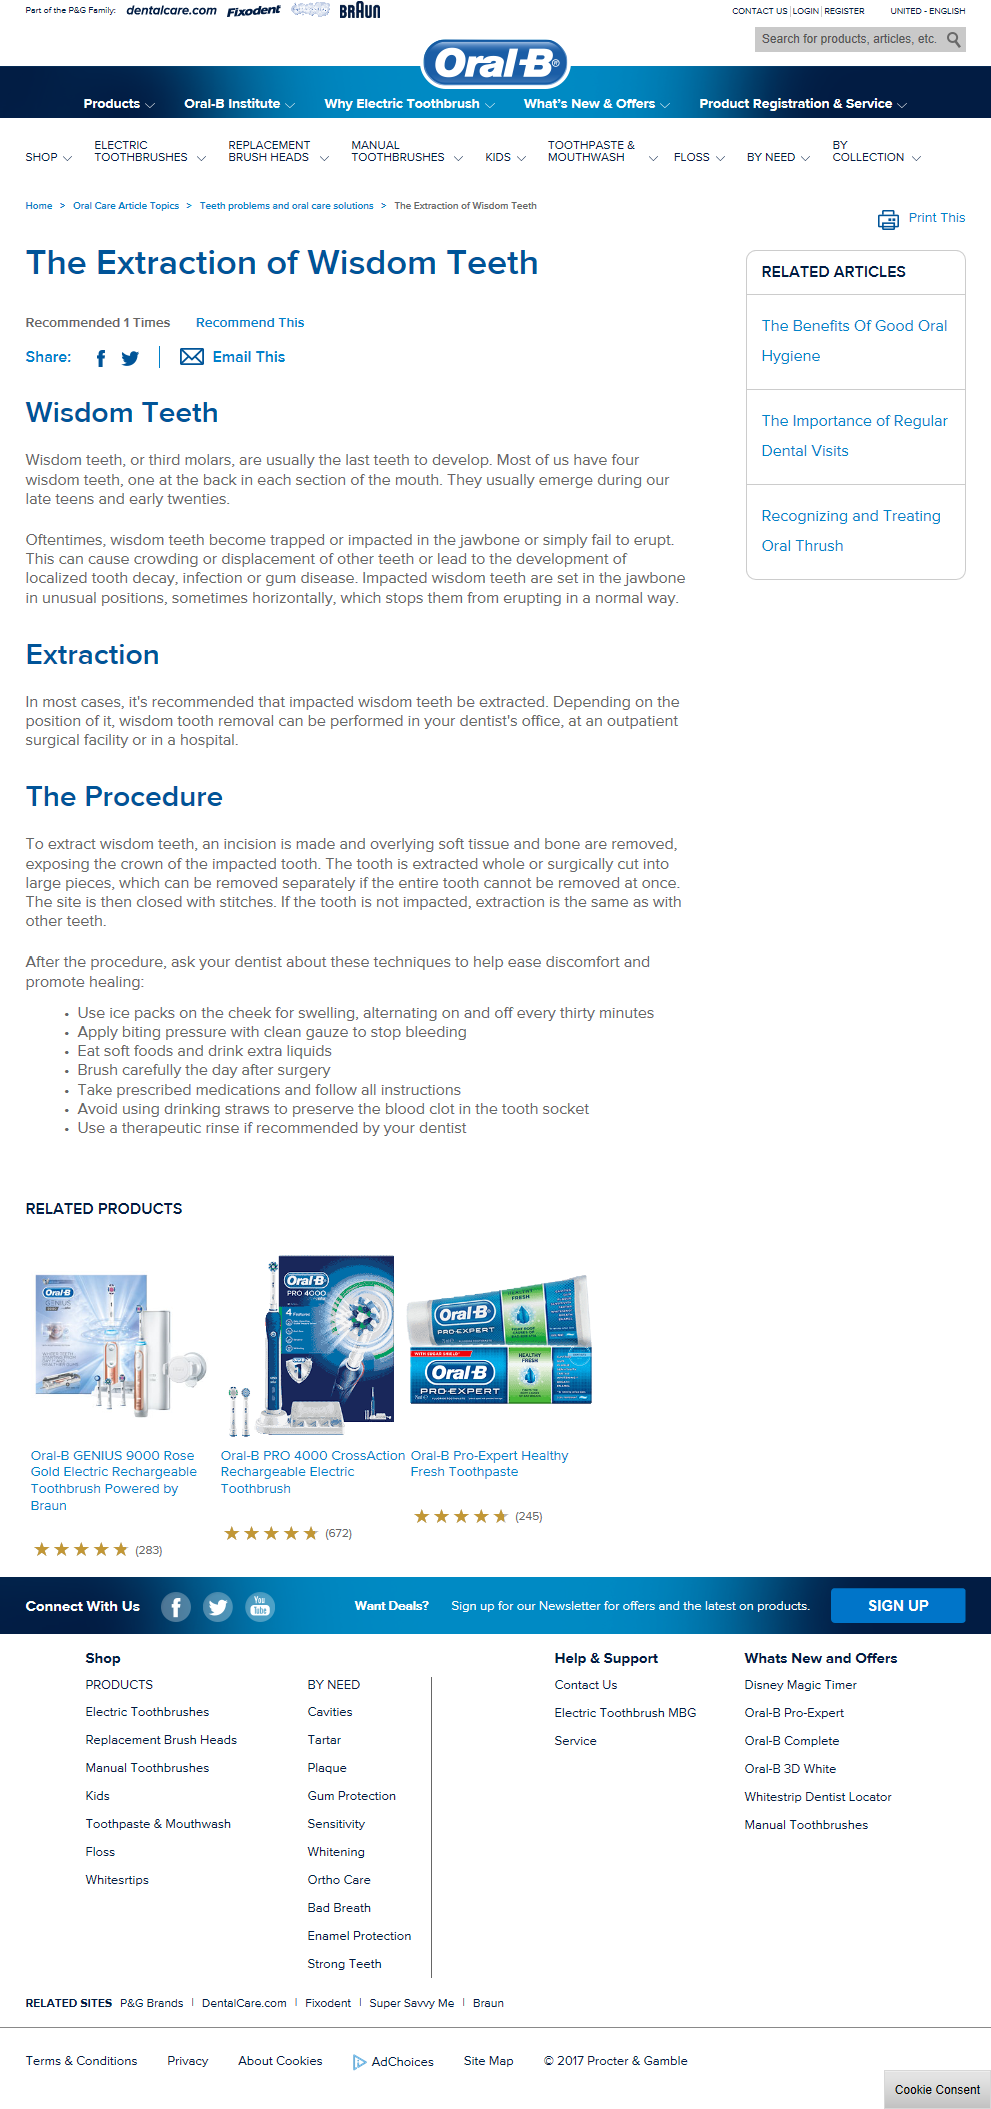 Part of the P&G Family: dentalcare.com Fixodent BRAUN
CONTACT US | LOGIN | REGISTER UNITED - ENGLISH
Search for products, articles, etc.
Oral-B®
Products Oral-B Institute Why Electric Toothbrush What's New & Offers Product Registration & Service
SHOP ELECTRIC TOOTHBRUSHES REPLACEMENT BRUSH HEADS MANUAL TOOTHBRUSHES KIDS TOOTHPASTE & MOUTHWASH FLOSS BY NEED BY COLLECTION
Home > Oral Care Article Topics > Teeth problems and oral care solutions > The Extraction of Wisdom Teeth
Print This
The Extraction of Wisdom Teeth
Recommended 1 Times Recommend This
Share: Email This
Wisdom Teeth
Wisdom teeth, or third molars, are usually the last teeth to develop. Most of us have four
wisdom teeth, one at the back in each section of the mouth. They usually emerge during our
late teens and early twenties.
Oftentimes, wisdom teeth become trapped or impacted in the jawbone or simply fail to erupt.
This can cause crowding or displacement of other teeth or lead to the development of
localized tooth decay, infection or gum disease. Impacted wisdom teeth are set in the jawbone
in unusual positions, sometimes horizontally, which stops them from erupting in a normal way.
Extraction
In most cases, it's recommended that impacted wisdom teeth be extracted. Depending on the
position of it, wisdom tooth removal can be performed in your dentist's office, at an outpatient
surgical facility or in a hospital.
The Procedure
To extract wisdom teeth, an incision is made and overlying soft tissue and bone are removed,
exposing the crown of the impacted tooth. The tooth is extracted whole or surgically cut into
large pieces, which can be removed separately if the entire tooth cannot be removed at once.
The site is then closed with stitches. If the tooth is not impacted, extraction is the same as with
other teeth.
After the procedure, ask your dentist about these techniques to help ease discomfort and
promote healing:
• Use ice packs on the cheek for swelling, alternating on and off every thirty minutes
• Apply biting pressure with clean gauze to stop bleeding
• Eat soft foods and drink extra liquids
• Brush carefully the day after surgery
• Take prescribed medications and follow all instructions
• Avoid using drinking straws to preserve the blood clot in the tooth socket
• Use a therapeutic rinse if recommended by your dentist
RELATED ARTICLES
The Benefits Of Good Oral
Hygiene
The Importance of Regular
Dental Visits
Recognizing and Treating
Oral Thrush
RELATED PRODUCTS
Oral-B
GENIUS
Oral-B
PRO 4000
4
1
Oral-B
PRO-EXPERT
HEALTHY
FRESH
Oral-B
PRO-EXPERT
HEALTHY
FRESH
Oral-B GENIUS 9000 Rose
Gold Electric Rechargeable
Toothbrush Powered by
Braun
(283)
Oral-B PRO 4000 CrossAction
Rechargeable Electric
Toothbrush
(672)
Oral-B Pro-Expert Healthy
Fresh Toothpaste
(245)
Connect With Us You Tube Want Deals? Sign up for our Newsletter for offers and the latest on products. SIGN UP
Shop
PRODUCTS
Electric Toothbrushes
Replacement Brush Heads
Manual Toothbrushes
Kids
Toothpaste & Mouthwash
Floss
Whitesrtips
BY NEED
Cavities
Tartar
Plaque
Gum Protection
Sensitivity
Whitening
Ortho Care
Bad Breath
Enamel Protection
Strong Teeth
Help & Support
Contact Us
Electric Toothbrush MBG
Service
Whats New and Offers
Disney Magic Timer
Oral-B Pro-Expert
Oral-B Complete
Oral-B 3D White
Whitestrip Dentist Locator
Manual Toothbrushes
RELATED SITES P&G Brands | DentalCare.com | Fixodent | Super Savvy Me | Braun
Terms & Conditions Privacy About Cookies AdChoices Site Map © 2017 Procter & Gamble
Cookie Consent